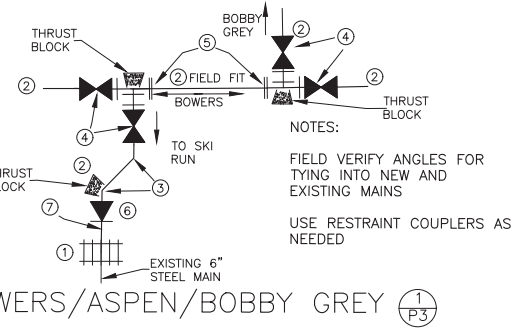 BOBBY
GREY
THRUST
BLOCK
5
2
4
2
2 FIELD FIT
2
BOWERS
THRUST
BLOCK
4
TO SKI
RUN
NOTES:
FIELD VERIFY ANGLES FOR
TYING INTO NEW AND
EXISTING MAINS
USE RESTRAINT COUPLERS AS
NEEDED
2
HRUST
LOCK
3
7
6
1
EXISTING 6"
STEEL MAIN
WERS/ASPEN/BOBBY GREY
1
P3